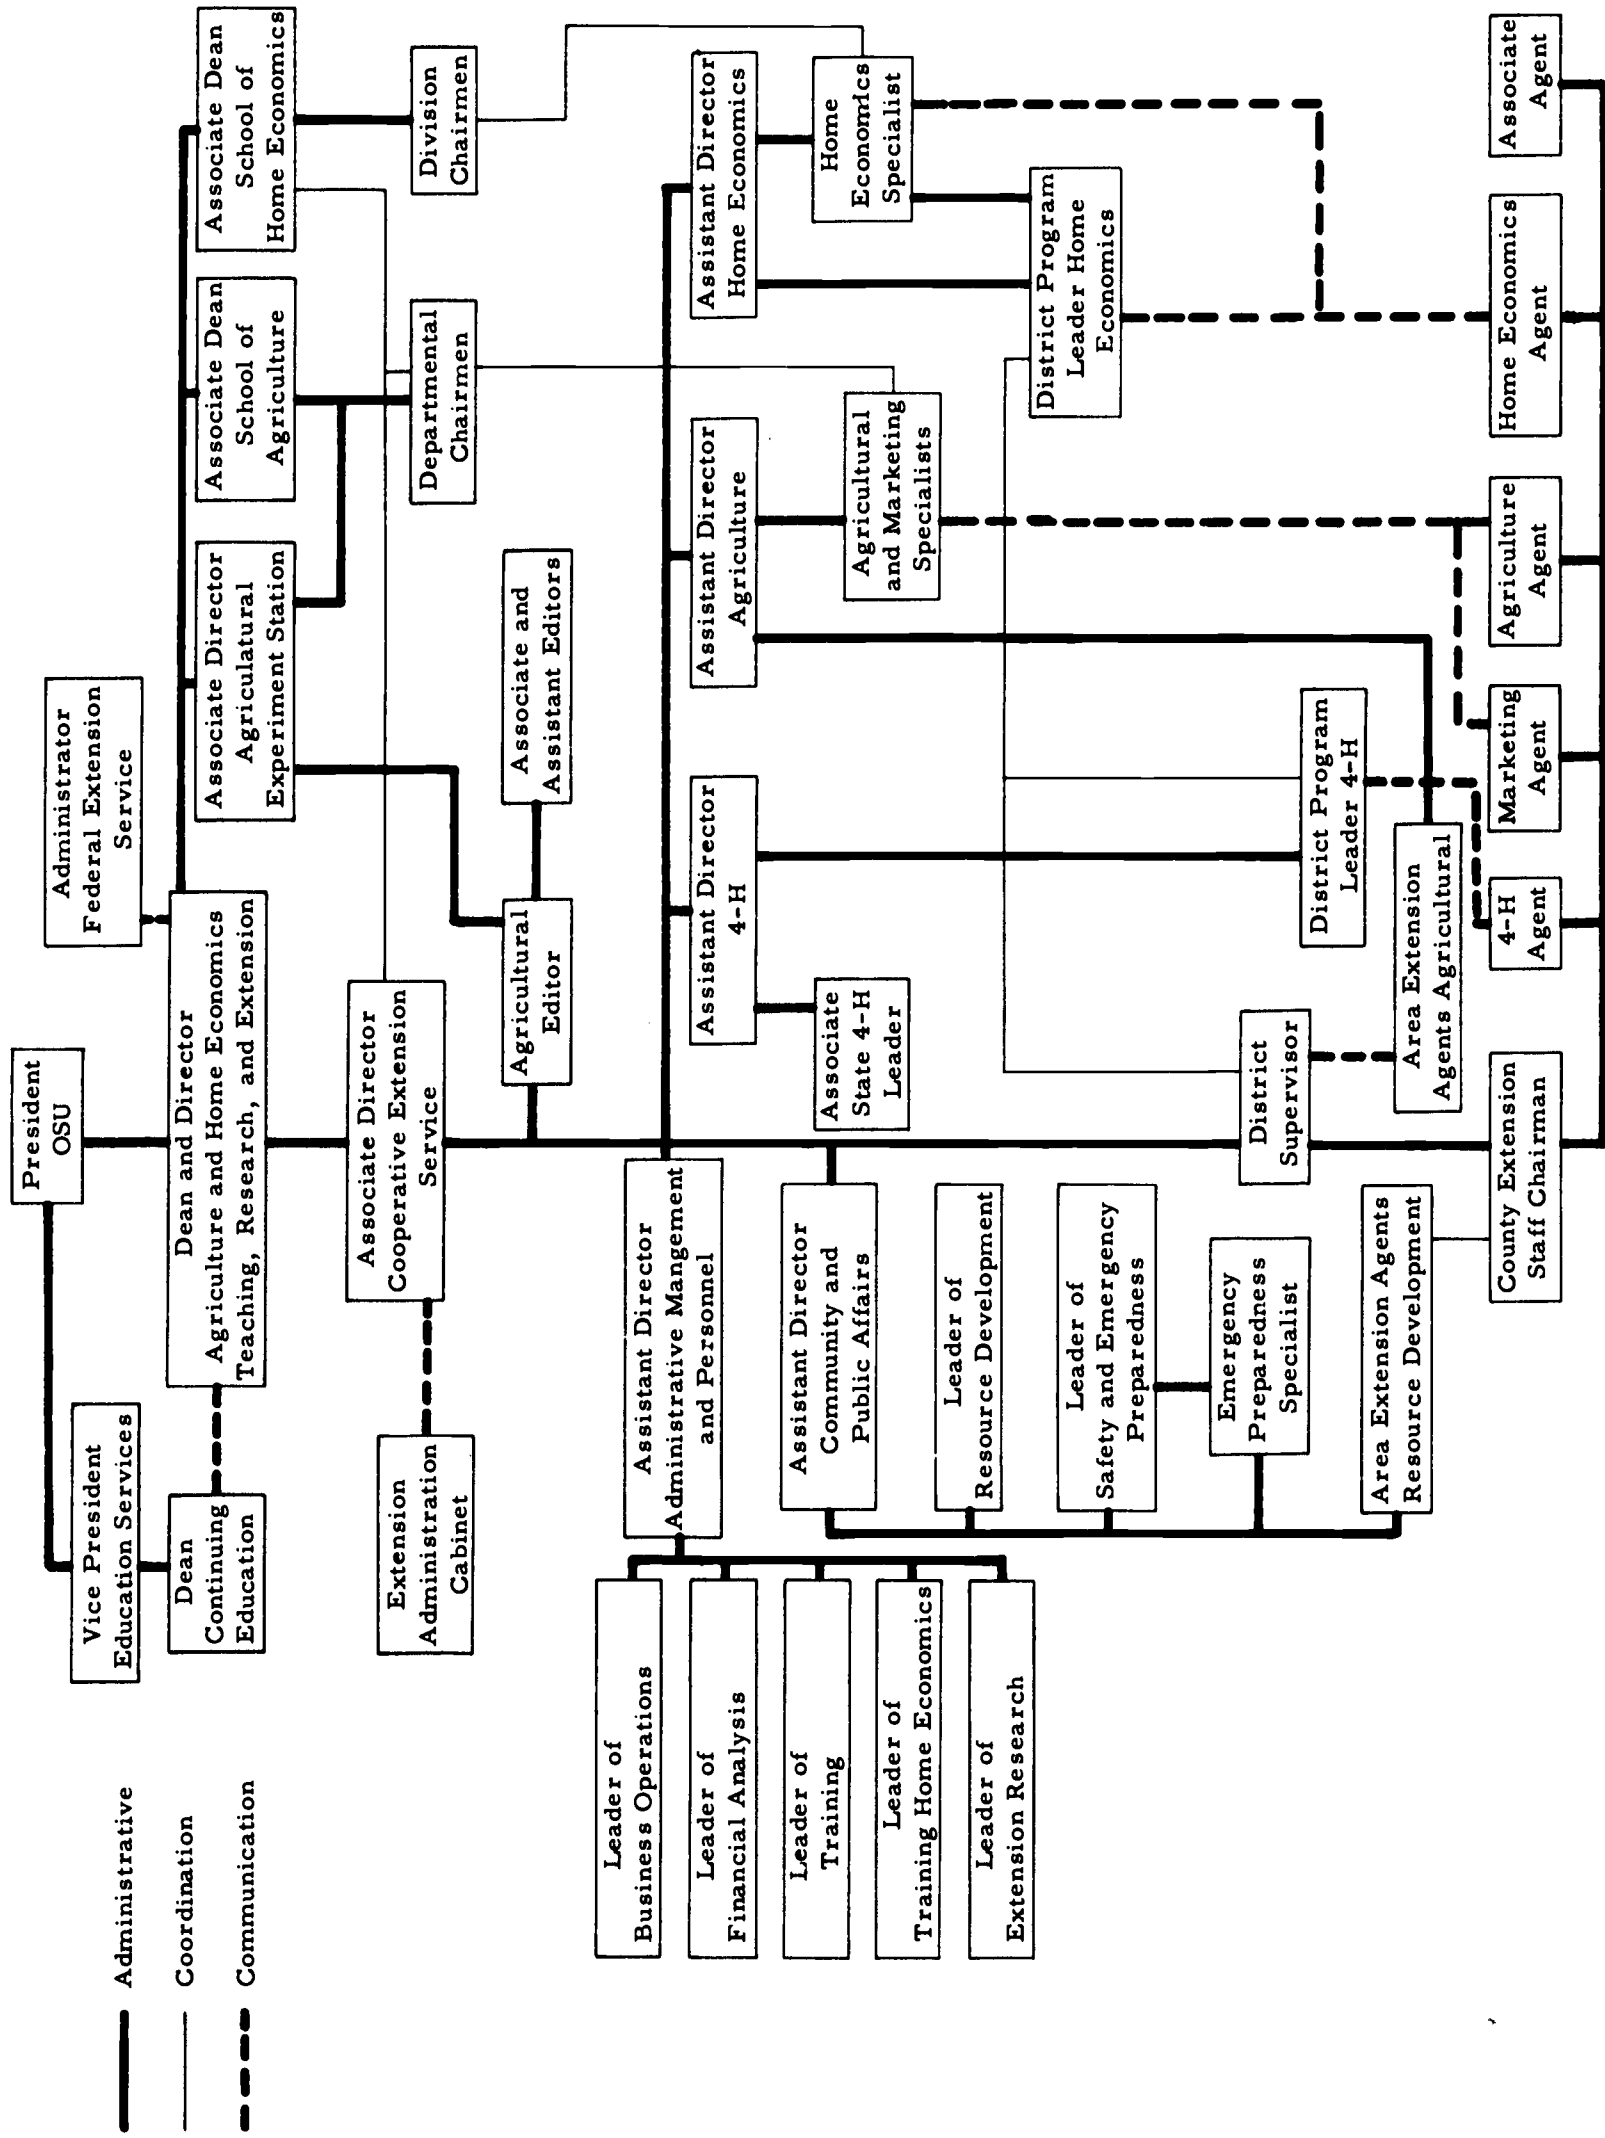 Administrative
Coordination
Communication
President
OSU
Vice President
Education Services
Administrator
Federal Extension
Service
Dean
Continuing
Education
Dean and Director
Agriculture and Home Economics
Teaching, Research, and Extension
Associate Director
Agriculatural
Experiment Station
Associate Dean
School of
Agriculture
Associate Dean
School of
Home Economics
Extension
Administration
Cabinet
Associate Director
Cooperative Extension
Service
Departmental
Chairmen
Division
Chairmen
Agricultural
Editor
Associate and
Assistant Editors
Leader of
Business Operations
Leader of
Financial Analysis
Leader of
Training
Leader of
Training Home Economics
Leader of
Extension Research
Assistant Director
Administrative Mangement
and Personnel
Assistant Director
4-H
Assistant Director
Agriculture
Assistant Director
Home Economics
Assistant Director
Community and
Public Affairs
Associate
State 4-H
Leader
Agricultural
and Marketing
Specialists
Home
Economics
Specialist
Leader of
Resource Development
District Program
Leader Home
Economics
Leader of
Safety and Emergency
Preparedness
Emergency
Preparedness
Specialist
District
Supervisor
District Program
Leader 4-H
Area Extension Agents
Resource Development
Area Extension
Agents Agricultural
County Extension
Staff Chairman
4-H
Agent
Marketing
Agent
Agriculture
Agent
Home Economics
Agent
Associate
Agent